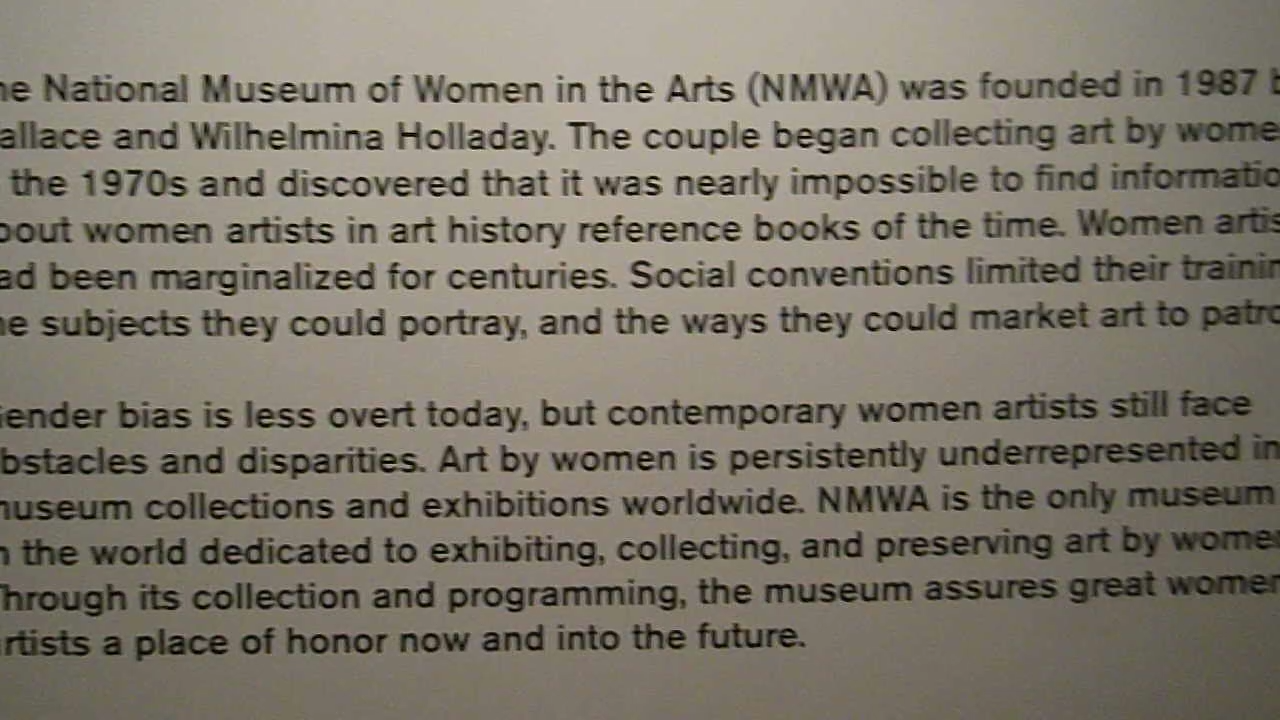 he National Museum of Women in the Arts (NMWA) was founded in 1987 b
allace and Wilhelmina Holladay. The couple began collecting art by wome
the 1970s and discovered that it was nearly impossible to find informatio
bout women artists in art history reference books of the time. Women artis
ad been marginalized for centuries. Social conventions limited their trainin
he subjects they could portray, and the ways they could market art to patro
Gender bias is less overt today, but contemporary women artists still face
bstacles and disparities. Art by women is persistently underrepresented in
museum collections and exhibitions worldwide. NMWA is the only museum
n the world dedicated to exhibiting, collecting, and preserving art by women
Through its collection and programming, the museum assures great women
rtists a place of honor now and into the future.